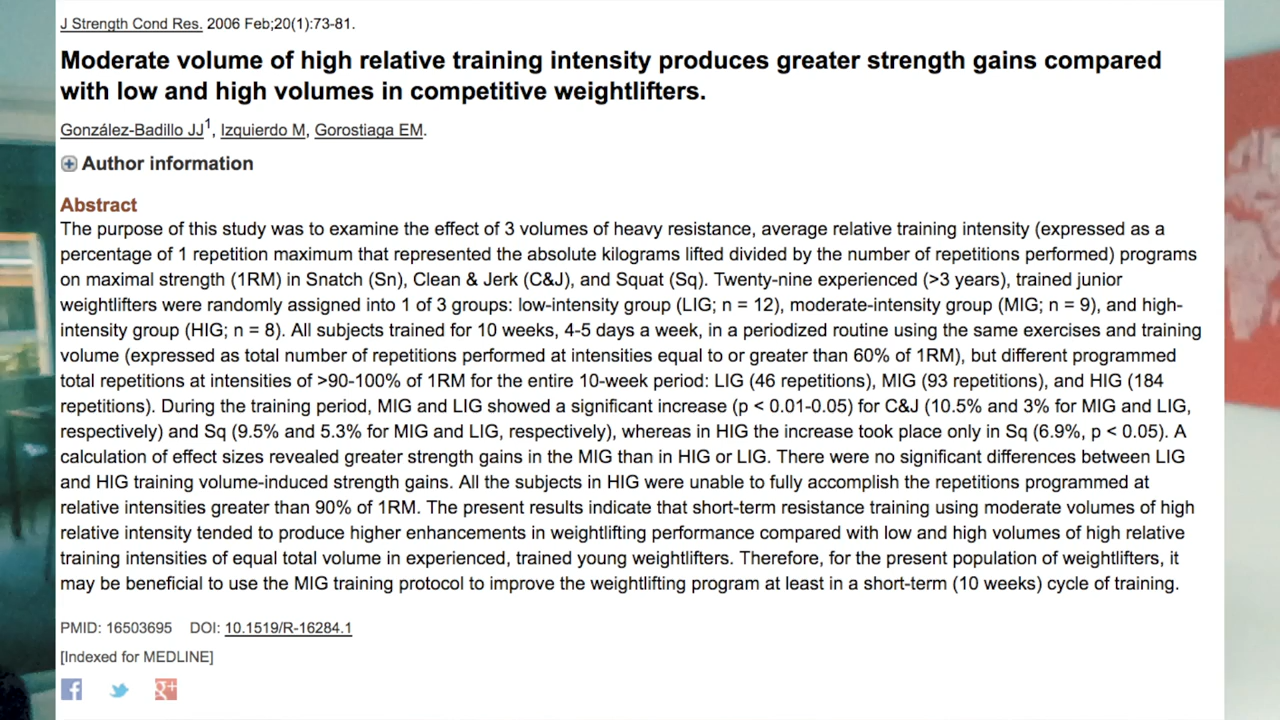 J Strength Cond Res. 2006 Feb;20(1):73-81.
Moderate volume of high relative training intensity produces greater strength gains compared
with low and high volumes in competitive weightlifters.
González-Badillo JJ1, Izquierdo M, Gorostiaga EM.
Author information
Abstract
The purpose of this study was to examine the effect of 3 volumes of heavy resistance, average relative training intensity (expressed as a
percentage of 1 repetition maximum that represented the absolute kilograms lifted divided by the number of repetitions performed) programs
on maximal strength (1RM) in Snatch (Sn), Clean & Jerk (C&J), and Squat (Sq). Twenty-nine experienced (>3 years), trained junior
weightlifters were randomly assigned into 1 of 3 groups: low-intensity group (LIG; n = 12), moderate-intensity group (MIG; n = 9), and high-
intensity group (HIG; n = 8). All subjects trained for 10 weeks, 4-5 days a week, in a periodized routine using the same exercises and training
volume (expressed as total number of repetitions performed at intensities equal to or greater than 60% of 1RM), but different programmed
total repetitions at intensities of >90-100% of 1RM for the entire 10-week period: LIG (46 repetitions), MIG (93 repetitions), and HIG (184
repetitions). During the training period, MIG and LIG showed a significant increase (p < 0.01-0.05) for C&J (10.5% and 3% for MIG and LIG,
respectively) and Sq (9.5% and 5.3% for MIG and LIG, respectively), whereas in HIG the increase took place only in Sq (6.9%, p < 0.05). A
calculation of effect sizes revealed greater strength gains in the MIG than in HIG or LIG. There were no significant differences between LIG
and HIG training volume-induced strength gains. All the subjects in HIG were unable to fully accomplish the repetitions programmed at
relative intensities greater than 90% of 1RM. The present results indicate that short-term resistance training using moderate volumes of high
relative intensity tended to produce higher enhancements in weightlifting performance compared with low and high volumes of high relative
training intensities of equal total volume in experienced, trained young weightlifters. Therefore, for the present population of weightlifters, it
may be beneficial to use the MIG training protocol to improve the weightlifting program at least in a short-term (10 weeks) cycle of training.
PMID: 16503695 DOI: 10.1519/R-16284.1
[Indexed for MEDLINE]
f
g+